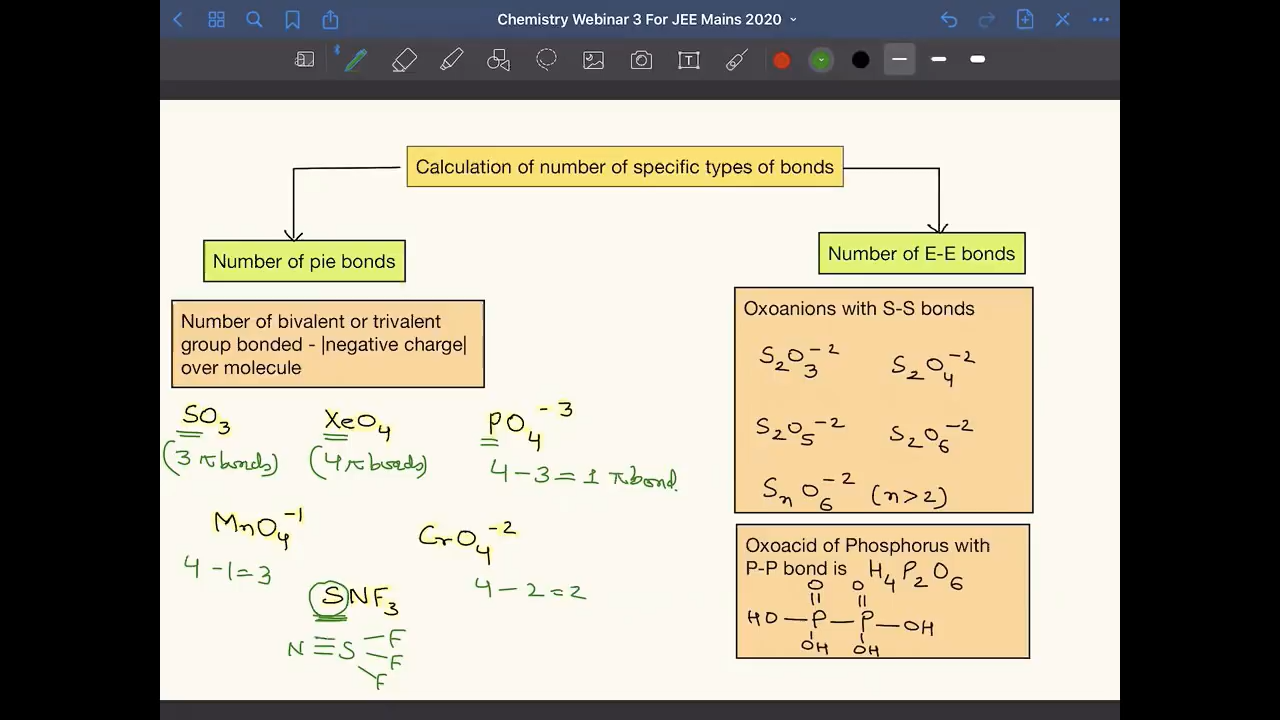 Chemistry Webinar 3 For JEE Mains 2020
T
Calculation of number of specific types of bonds
Number of pie bonds
Number of bivalent or trivalent
group bonded - |negative charge|
over molecule
SO₃ XeO₄ PO₄⁻³
(3 π bonds) (4 π bonds) 4 - 3 = 1 π bond.
MnO₄⁻¹ CrO₄⁻²
4 - 1 = 3 4 - 2 = 2
SNF₃
N≡S-F
-F
F
Number of E-E bonds
Oxoanions with S-S bonds
S₂O₃⁻² S₂O₄⁻²
S₂O₅⁻² S₂O₆⁻²
SₙO₆⁻² (n>2)
Oxoacid of Phosphorus with
P-P bond is H₄P₂O₆
O O
HO-P-P-OH
OH OH